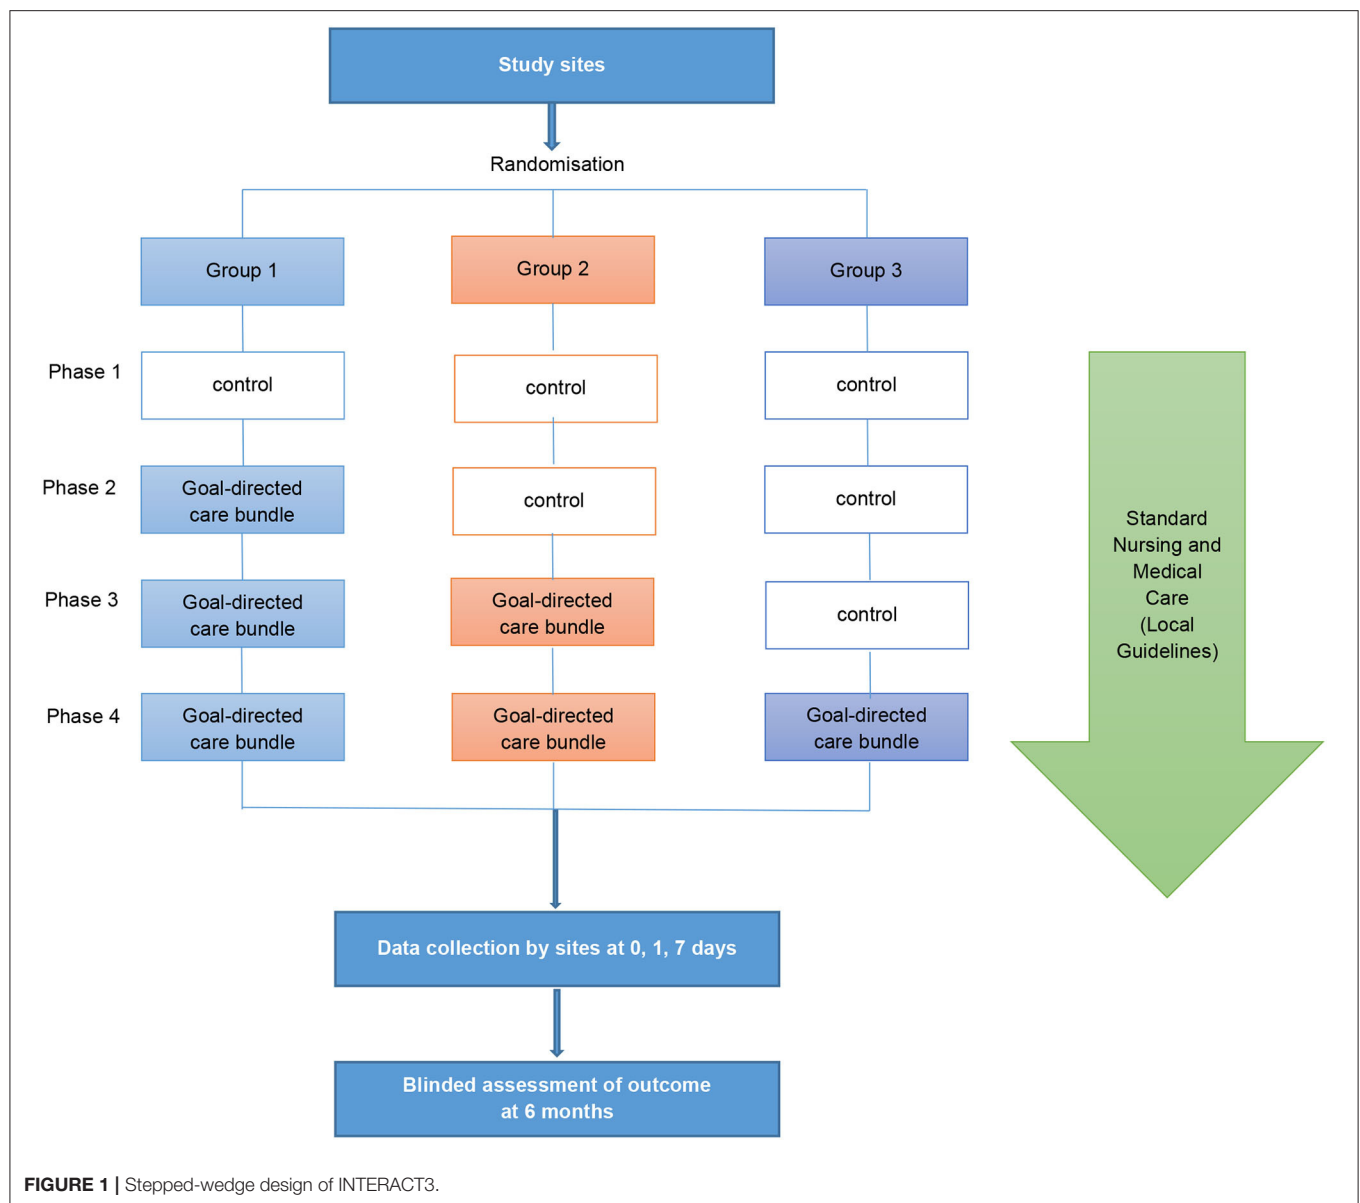 Study sites
Randomisation
Group 1
Group 2
Group 3
Phase 1
control
control
control
Phase 2
Goal-directed
care bundle
control
control
Phase 3
Goal-directed
care bundle
Goal-directed
care bundle
control
Phase 4
Goal-directed
care bundle
Goal-directed
care bundle
Goal-directed
care bundle
Standard
Nursing and
Medical
Care
(Local
Guidelines)
Data collection by sites at 0, 1, 7 days
Blinded assessment of outcome
at 6 months
FIGURE 1 | Stepped-wedge design of INTERACT3.